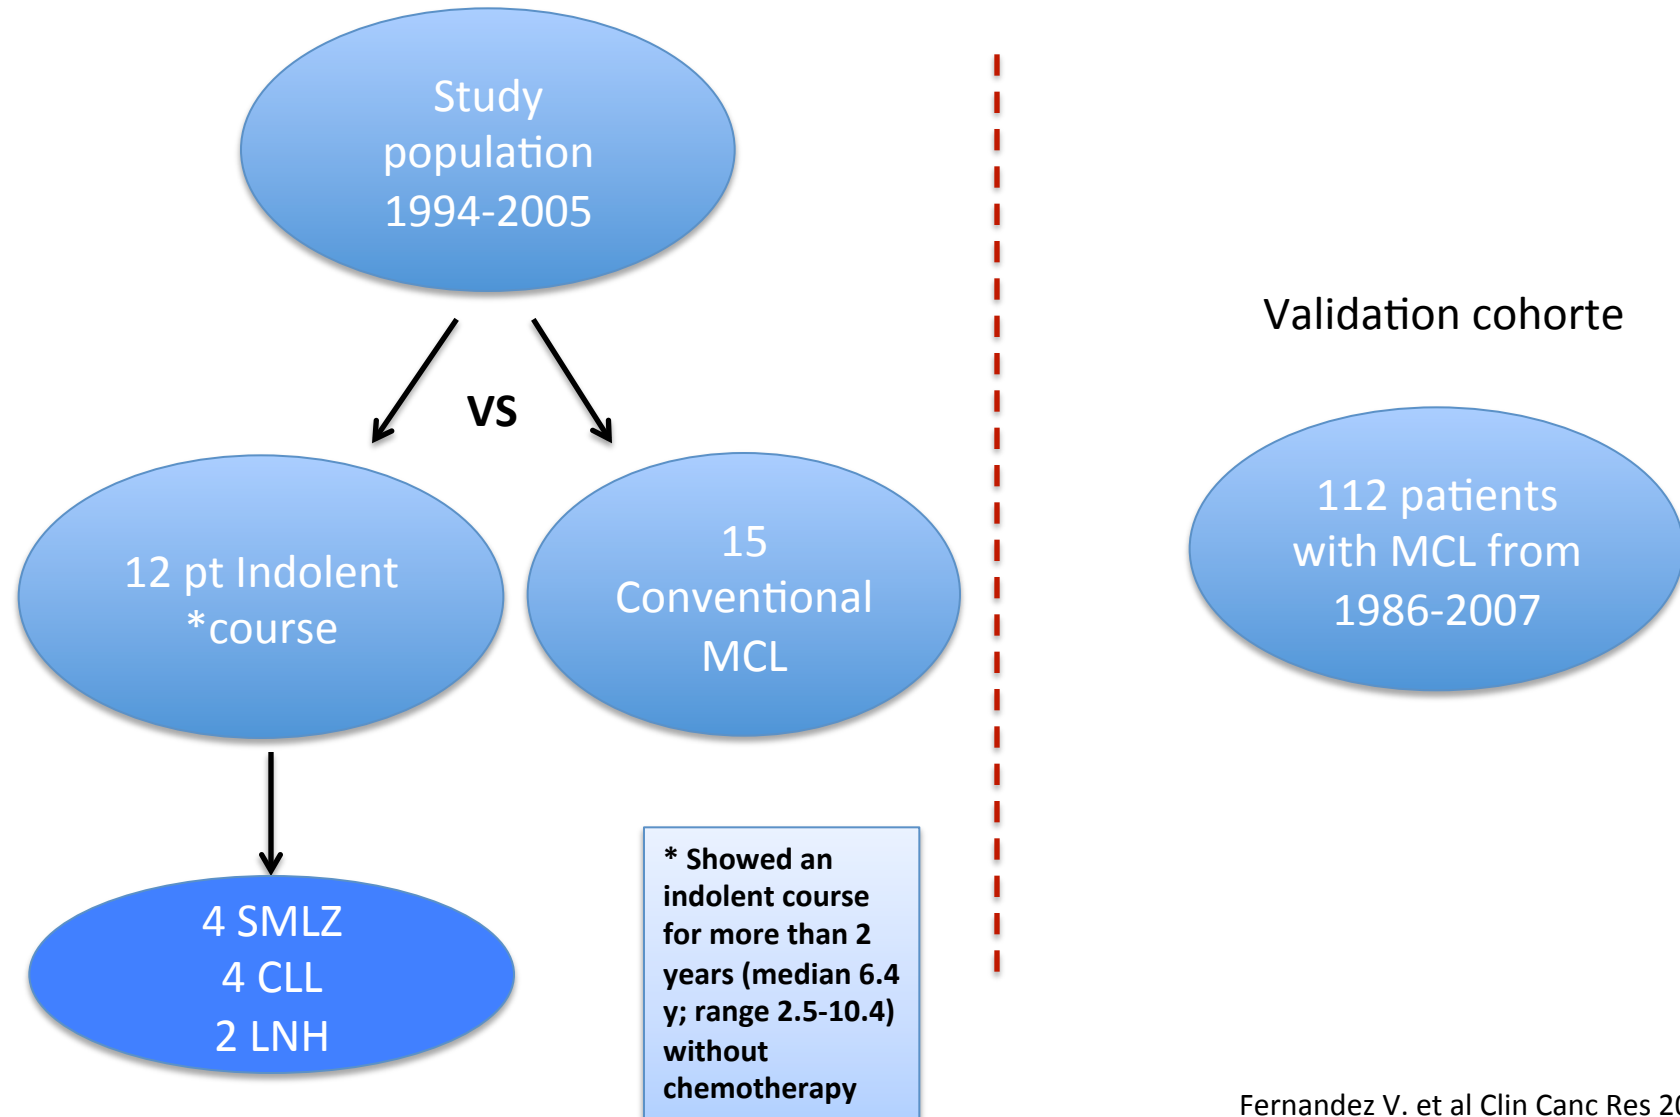 Study
population
1994-2005
VS
12 pt Indolent
*course
15
Conventional
MCL
4 SMLZ
4 CLL
2 LNH
* Showed an
indolent course
for more than 2
years (median 6.4
y; range 2.5-10.4)
without
chemotherapy
Validation cohorte
112 patients
with MCL from
1986-2007
Fernandez V. et al Clin Canc Res 20